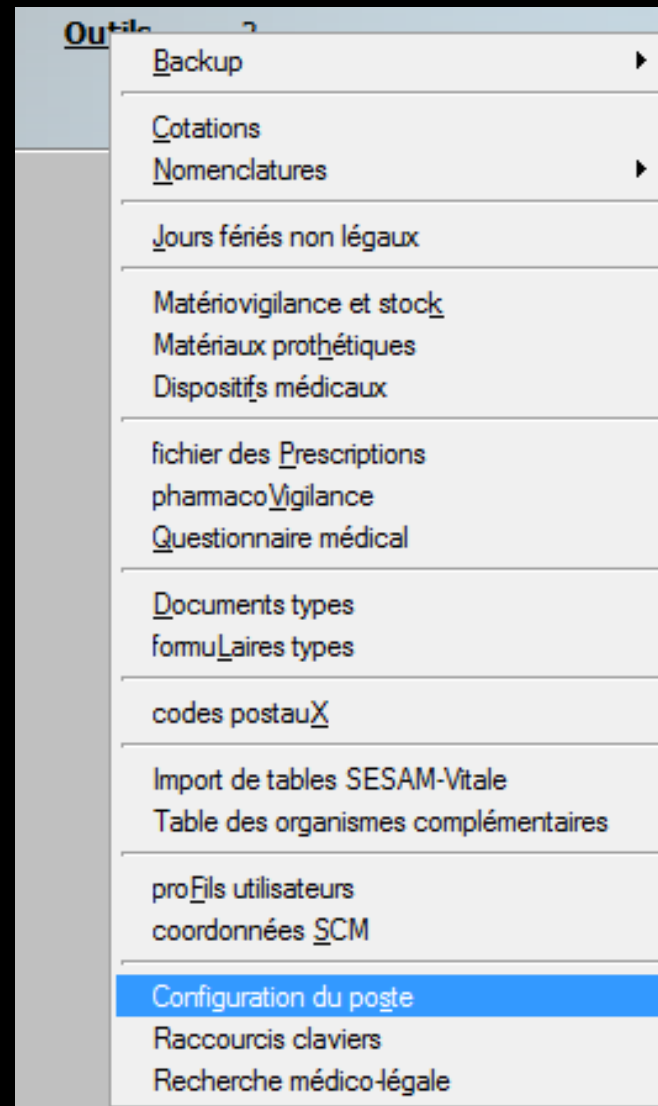 Outils ?
Backup
Cotations
Nomenclatures
Jours fériés non légaux
Matériovigilance et stock
Matériaux prothétiques
Dispositifs médicaux
fichier des Prescriptions
pharmacoVigilance
Questionnaire médical
Documents types
formuLaires types
codes postauX
Import de tables SESAM-Vitale
Table des organismes complémentaires
proFils utilisateurs
coordonnées SCM
Configuration du poste
Raccourcis claviers
Recherche médico-légale